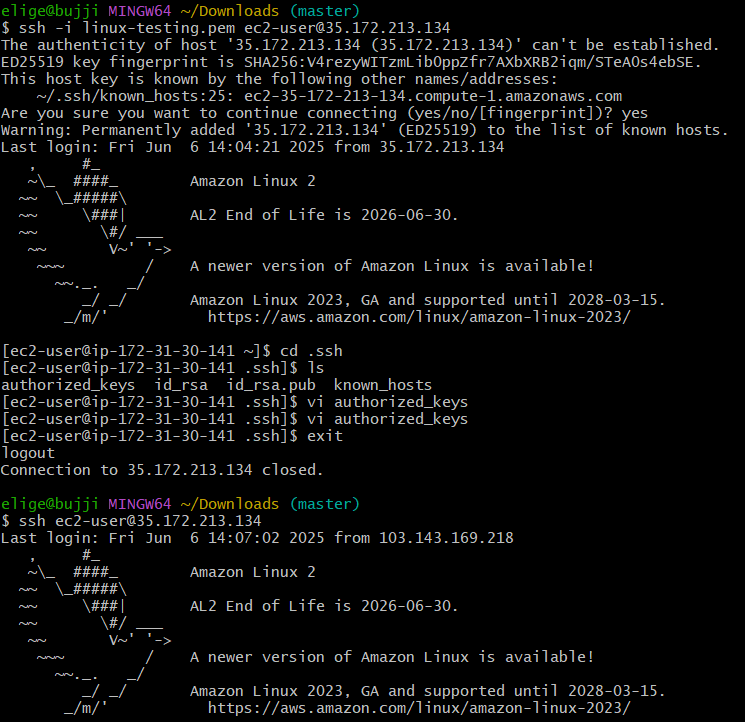 elige@bujji MINGW64 ~/Downloads (master)
$ ssh -i linux-testing.pem ec2-user@35.172.213.134
The authenticity of host '35.172.213.134 (35.172.213.134)' can't be established.
ED25519 key fingerprint is SHA256:V4rezyWITzmLibOppZfr7AXbXRB2iqm/STeAOs4ebSE.
This host key is known by the following other names/addresses:
    ~/.ssh/known_hosts:25: ec2-35-172-213-134.compute-1.amazonaws.com
Are you sure you want to continue connecting (yes/no/[fingerprint])? yes
Warning: Permanently added '35.172.213.134' (ED25519) to the list of known hosts.
Last login: Fri Jun  6 14:04:21 2025 from 35.172.213.134
   ,     #_
   ~\_  ####_        Amazon Linux 2
  ~~  \_#####\
  ~~     \###|       AL2 End of Life is 2026-06-30.
  ~~       \#/ ___
   ~~       V~' '->
    ~~~         /    A newer version of Amazon Linux is available!
      ~~._.   _/
         _/ _/       Amazon Linux 2023, GA and supported until 2028-03-15.
       _/m/'           https://aws.amazon.com/linux/amazon-linux-2023/
[ec2-user@ip-172-31-30-141 ~]$ cd .ssh
[ec2-user@ip-172-31-30-141 .ssh]$ ls
authorized_keys  id_rsa  id_rsa.pub  known_hosts
[ec2-user@ip-172-31-30-141 .ssh]$ vi authorized_keys
[ec2-user@ip-172-31-30-141 .ssh]$ vi authorized_keys
[ec2-user@ip-172-31-30-141 .ssh]$ exit
logout
Connection to 35.172.213.134 closed.
elige@bujji MINGW64 ~/Downloads (master)
$ ssh ec2-user@35.172.213.134
Last login: Fri Jun  6 14:07:02 2025 from 103.143.169.218
   ,     #_
   ~\_  ####_        Amazon Linux 2
  ~~  \_#####\
  ~~     \###|       AL2 End of Life is 2026-06-30.
  ~~       \#/ ___
   ~~       V~' '->
    ~~~         /    A newer version of Amazon Linux is available!
      ~~._.   _/
         _/ _/       Amazon Linux 2023, GA and supported until 2028-03-15.
       _/m/'           https://aws.amazon.com/linux/amazon-linux-2023/